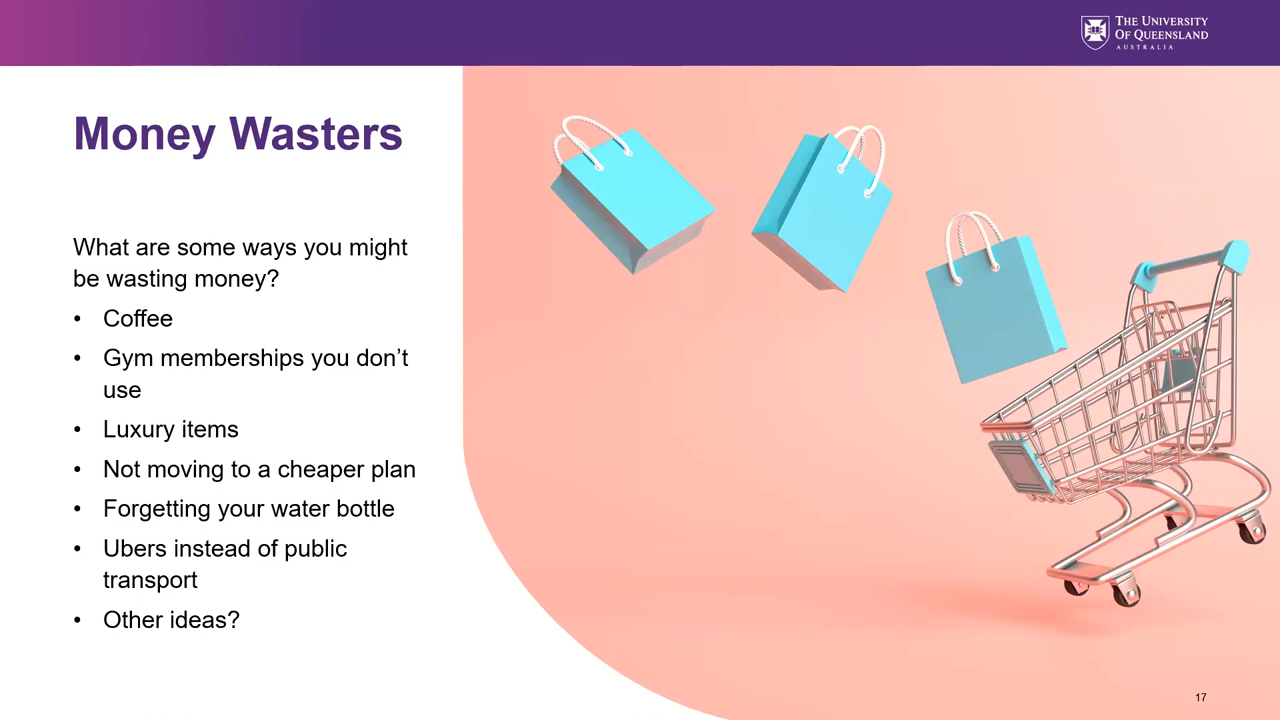 THE UNIVERSITY
OF QUEENSLAND
AUSTRALIA
Money Wasters
What are some ways you might
be wasting money?
• Coffee
• Gym memberships you don’t
use
• Luxury items
• Not moving to a cheaper plan
• Forgetting your water bottle
• Ubers instead of public
transport
• Other ideas?
17